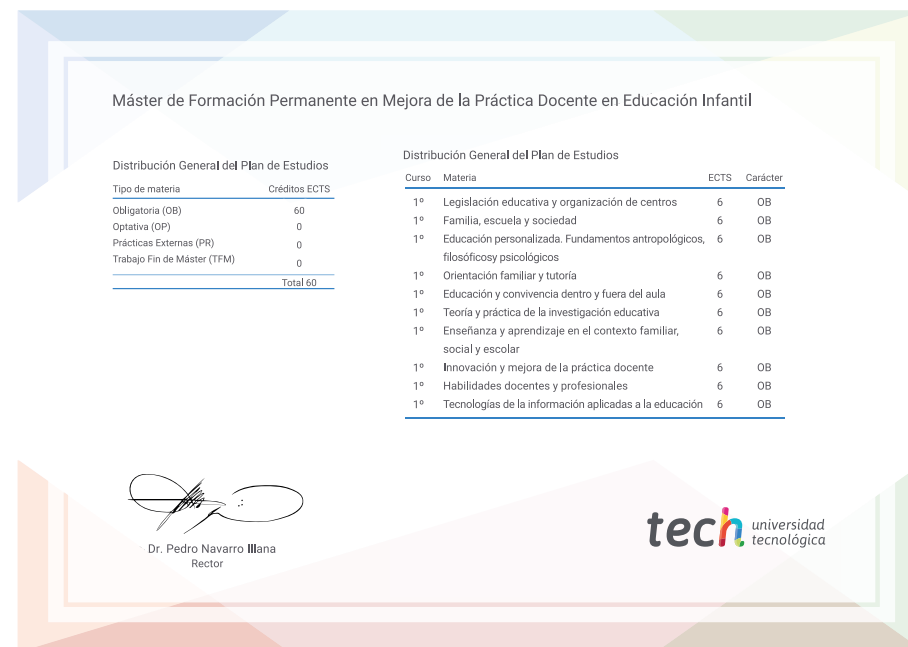 Máster de Formación Permanente en Mejora de la Práctica Docente en Educación Infantil
Distribución General del Plan de Estudios
Tipo de materia Créditos ECTS
Obligatoria (OB) 60
Optativa (OP) 0
Prácticas Externas (PR) 0
Trabajo Fin de Máster (TFM) 0
Total 60
Distribución General del Plan de Estudios
Curso Materia ECTS Carácter
1º Legislación educativa y organización de centros 6 OB
1º Familia, escuela y sociedad 6 OB
1º Educación personalizada. Fundamentos antropológicos, 6 OB
filosóficosy psicológicos
1º Orientación familiar y tutoría 6 OB
1º Educación y convivencia dentro y fuera del aula 6 OB
1º Teoría y práctica de la investigación educativa 6 OB
1º Enseñanza y aprendizaje en el contexto familiar, 6 OB
social y escolar
1º Innovación y mejora de la práctica docente 6 OB
1º Habilidades docentes y profesionales 6 OB
1º Tecnologías de la información aplicadas a la educación 6 OB
Dr. Pedro Navarro Illana
Rector
tech universidad
tecnológica